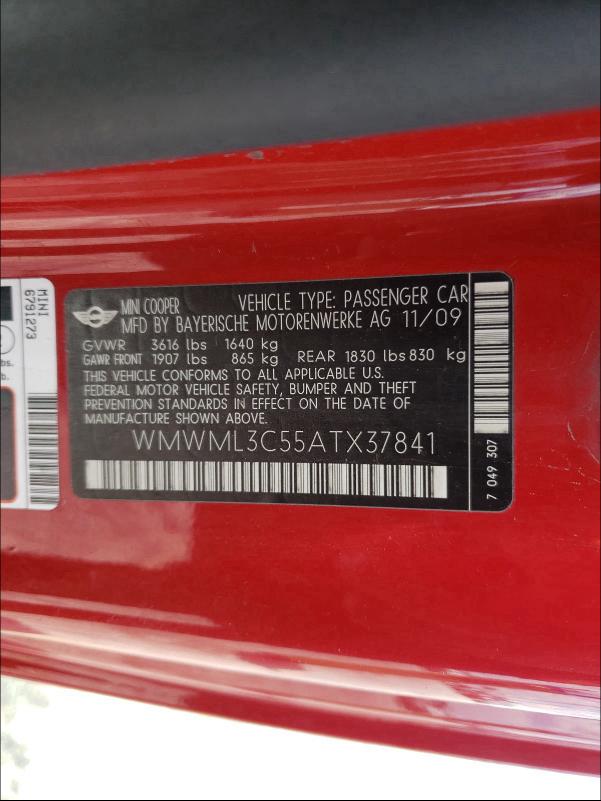 MINI COOPER VEHICLE TYPE: PASSENGER CAR
MFD BY BAYERISCHE MOTORENWERKE AG 11/09
GVWR 3616 lbs 1640 kg
GAWR FRONT 1907 lbs 865 kg REAR 1830 lbs 830 kg
THIS VEHICLE CONFORMS TO ALL APPLICABLE U.S.
FEDERAL MOTOR VEHICLE SAFETY, BUMPER AND THEFT
PREVENTION STANDARDS IN EFFECT ON THE DATE OF
MANUFACTURE SHOWN ABOVE.
WMWML3C55ATX37841
7 049 307
MINI
6791273